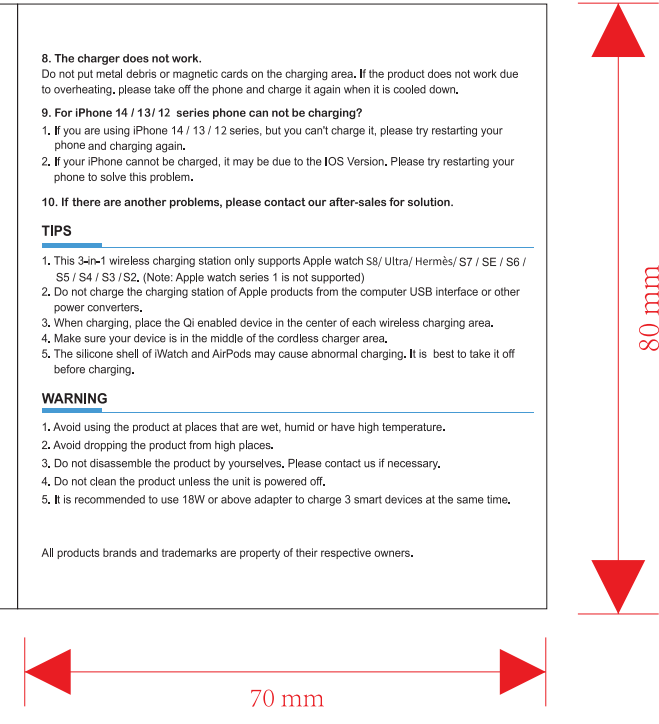 8. The charger does not work.
Do not put metal debris or magnetic cards on the charging area. If the product does not work due
to overheating. please take off the phone and charge it again when it is cooled down.
9. For iPhone 14 / 13/ 12 series phone can not be charging?
1. If you are using iPhone 14 / 13 / 12 series, but you can't charge it, please try restarting your
phone and charging again.
2. If your iPhone cannot be charged, it may be due to the IOS Version. Please try restarting your
phone to solve this problem.
10. If there are another problems, please contact our after-sales for solution.
TIPS
1. This 3-in-1 wireless charging station only supports Apple watch S8/ Ultra/ Hermès/ S7 / SE / S6 /
S5 / S4 / S3 / S2. (Note: Apple watch series 1 is not supported)
2. Do not charge the charging station of Apple products from the computer USB interface or other
power converters.
3. When charging, place the Qi enabled device in the center of each wireless charging area.
4. Make sure your device is in the middle of the cordless charger area.
5. The silicone shell of iWatch and AirPods may cause abnormal charging. It is best to take it off
before charging.
WARNING
1. Avoid using the product at places that are wet, humid or have high temperature.
2. Avoid dropping the product from high places.
3. Do not disassemble the product by yourselves. Please contact us if necessary.
4. Do not clean the product unless the unit is powered off.
5. It is recommended to use 18W or above adapter to charge 3 smart devices at the same time.
All products brands and trademarks are property of their respective owners.
80 mm
70 mm